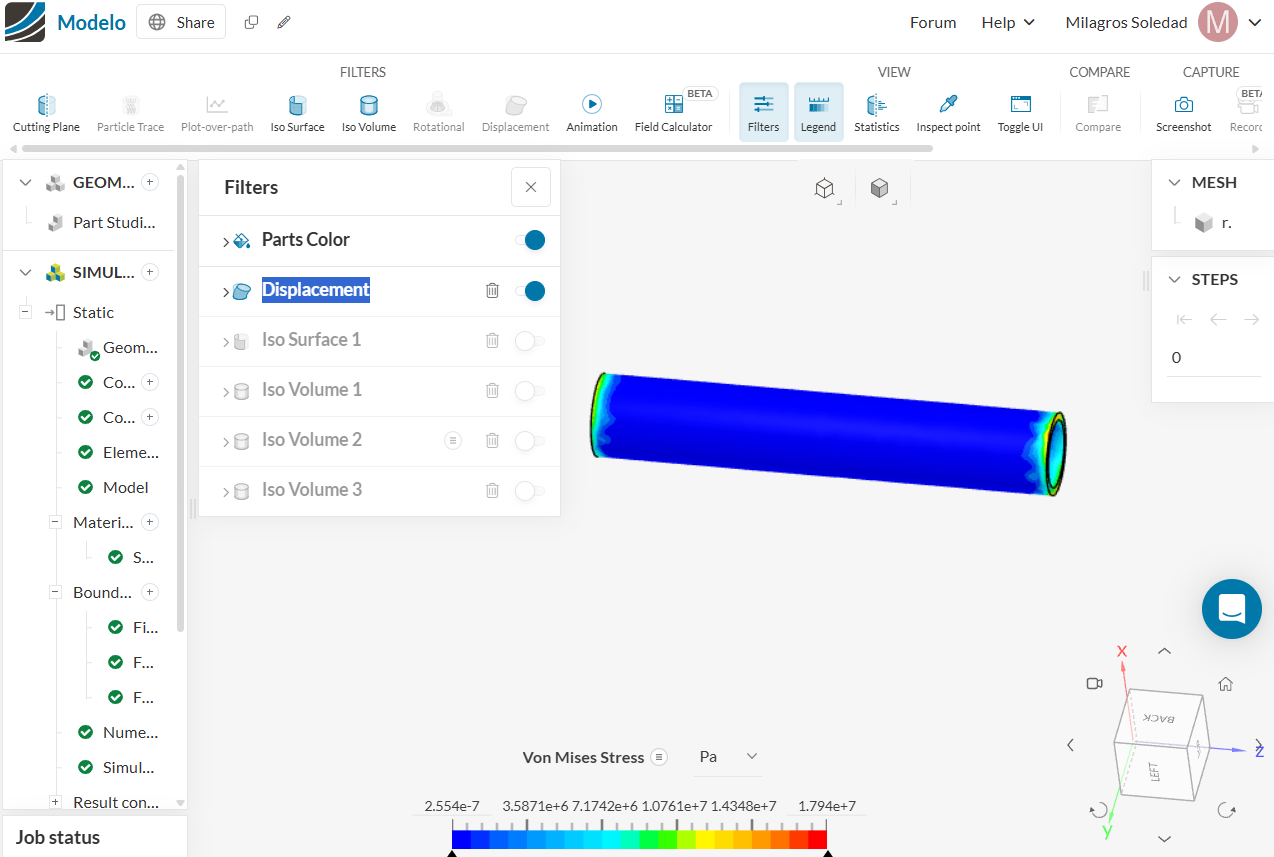 Modelo
Share
Forum
Help
Milagros Soledad
M
FILTERS
VIEW
COMPARE
CAPTURE
Cutting Plane
Particle Trace
Plot-over-path
Iso Surface
Iso Volume
Rotational
Displacement
Animation
Field Calculator
BETA
Filters
Legend
Statistics
Inspect point
Toggle UI
Compare
Screenshot
BETA
Record
GEOM...
Part Studi...
SIMUL...
Static
Geom...
Co...
Co...
Eleme...
Model
Materi...
S...
Bound...
Fi...
F...
F...
Nume...
Simul...
Result con...
Job status
Filters
Parts Color
Displacement
Iso Surface 1
Iso Volume 1
Iso Volume 2
Iso Volume 3
MESH
r.
STEPS
0
Von Mises Stress
Pa
2.554e-7 3.5871e+6 7.1742e+6 1.0761e+7 1.4348e+7 1.794e+7
X
BACK
LEFT
Z
y